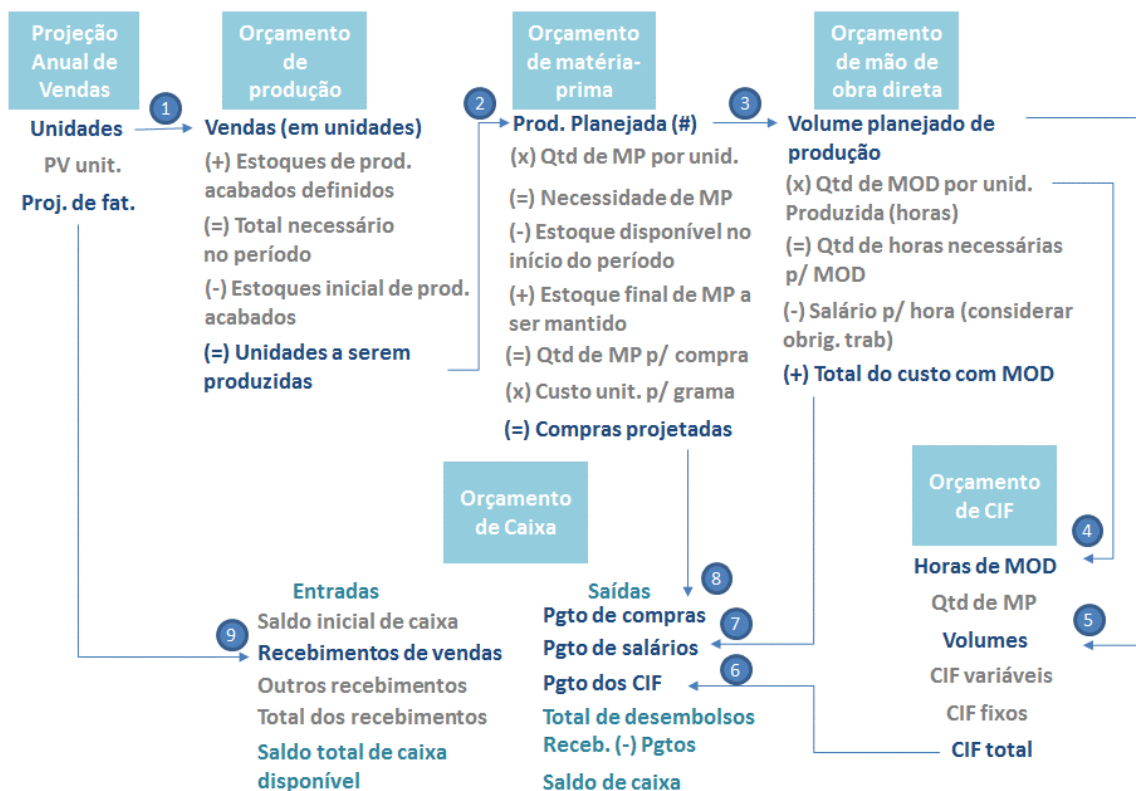 Projeção
Anual de
Vendas
Orçamento
de
produção
Orçamento
de matéria-
prima
Orçamento
de mão de
obra direta
1
2
3
Unidades
PV unit.
Proj. de fat.
Vendas (em unidades)
(+) Estoques de prod.
acabados definidos
(=) Total necessário
no período
(-) Estoques inicial de prod.
acabados
(=) Unidades a serem
produzidas
Prod. Planejada (#)
(x) Qtd de MP por unid.
(=) Necessidade de MP
(-) Estoque disponível no
início do período
(+) Estoque final de MP a
ser mantido
(=) Qtd de MP p/ compra
(x) Custo unit. p/ grama
(=) Compras projetadas
Volume planejado de
produção
(x) Qtd de MOD por unid.
Produzida (horas)
(=) Qtd de horas necessárias
p/ MOD
(-) Salário p/ hora (considerar
obrig. trab)
(+) Total do custo com MOD
Orçamento
de Caixa
Orçamento
de CIF
4
Horas de MOD
Qtd de MP
5
Volumes
CIF variáveis
CIF fixos
CIF total
Entradas
Saldo inicial de caixa
9
Recebimentos de vendas
Outros recebimentos
Total dos recebimentos
Saldo total de caixa
disponível
Saídas
8
Pgto de compras
7
Pgto de salários
6
Pgto dos CIF
Total de desembolsos
Receb. (-) Pgtos
Saldo de caixa